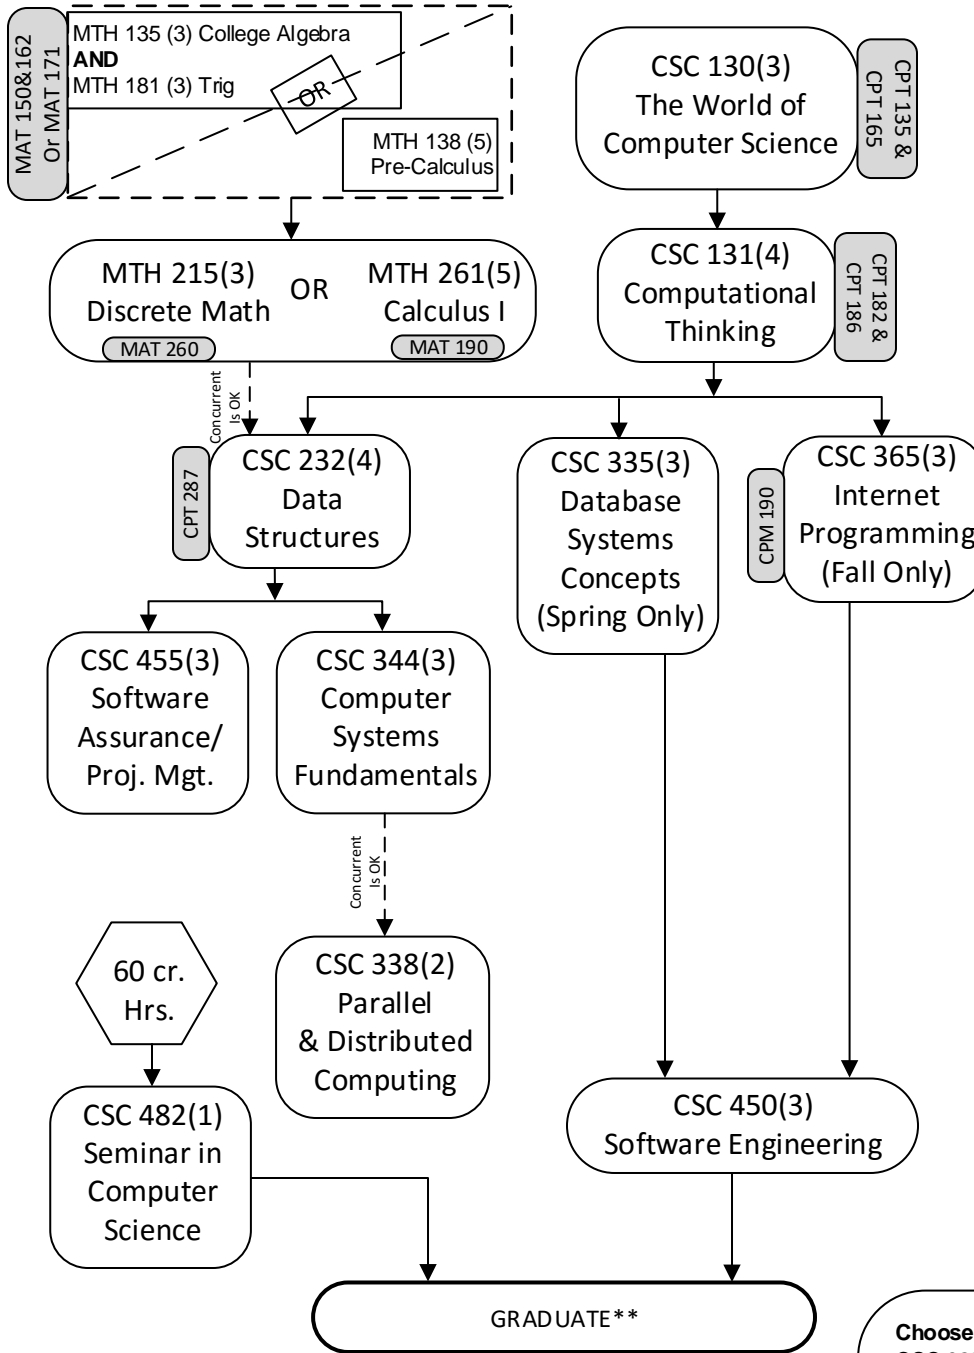 MAT 150&162
Or MAT 171
MTH 135 (3) College Algebra
AND
MTH 181 (3) Trig
OR
MTH 138 (5)
Pre-Calculus
CSC 130(3)
The World of
Computer Science
CPT 135 &
CPT 165
MTH 215(3)
Discrete Math
MAT 260
OR
MTH 261(5)
Calculus I
MAT 190
CSC 131(4)
Computational
Thinking
CPT 182 &
CPT 186
Concurrent
Is OK
CPT 287
CSC 232(4)
Data
Structures
CSC 335(3)
Database
Systems
Concepts
(Spring Only)
CPM 190
CSC 365(3)
Internet
Programming
(Fall Only)
CSC 455(3)
Software
Assurance/
Proj. Mgt.
CSC 344(3)
Computer
Systems
Fundamentals
Concurrent
Is OK
60 cr.
Hrs.
CSC 338(2)
Parallel
& Distributed
Computing
CSC 482(1)
Seminar in
Computer
Science
CSC 450(3)
Software Engineering
GRADUATE**
Choose